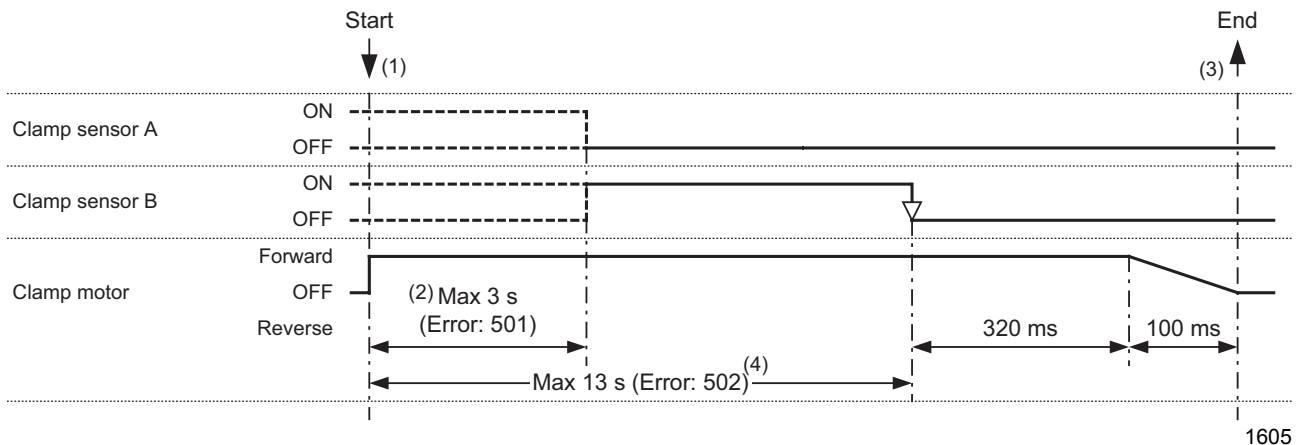 Start
End
(1)
(3)
Clamp sensor A
ON
OFF
Clamp sensor B
ON
OFF
Clamp motor
Forward
OFF
Reverse
(2) Max 3 s
(Error: 501)
320 ms
100 ms
Max 13 s (Error: 502)(4)
1605